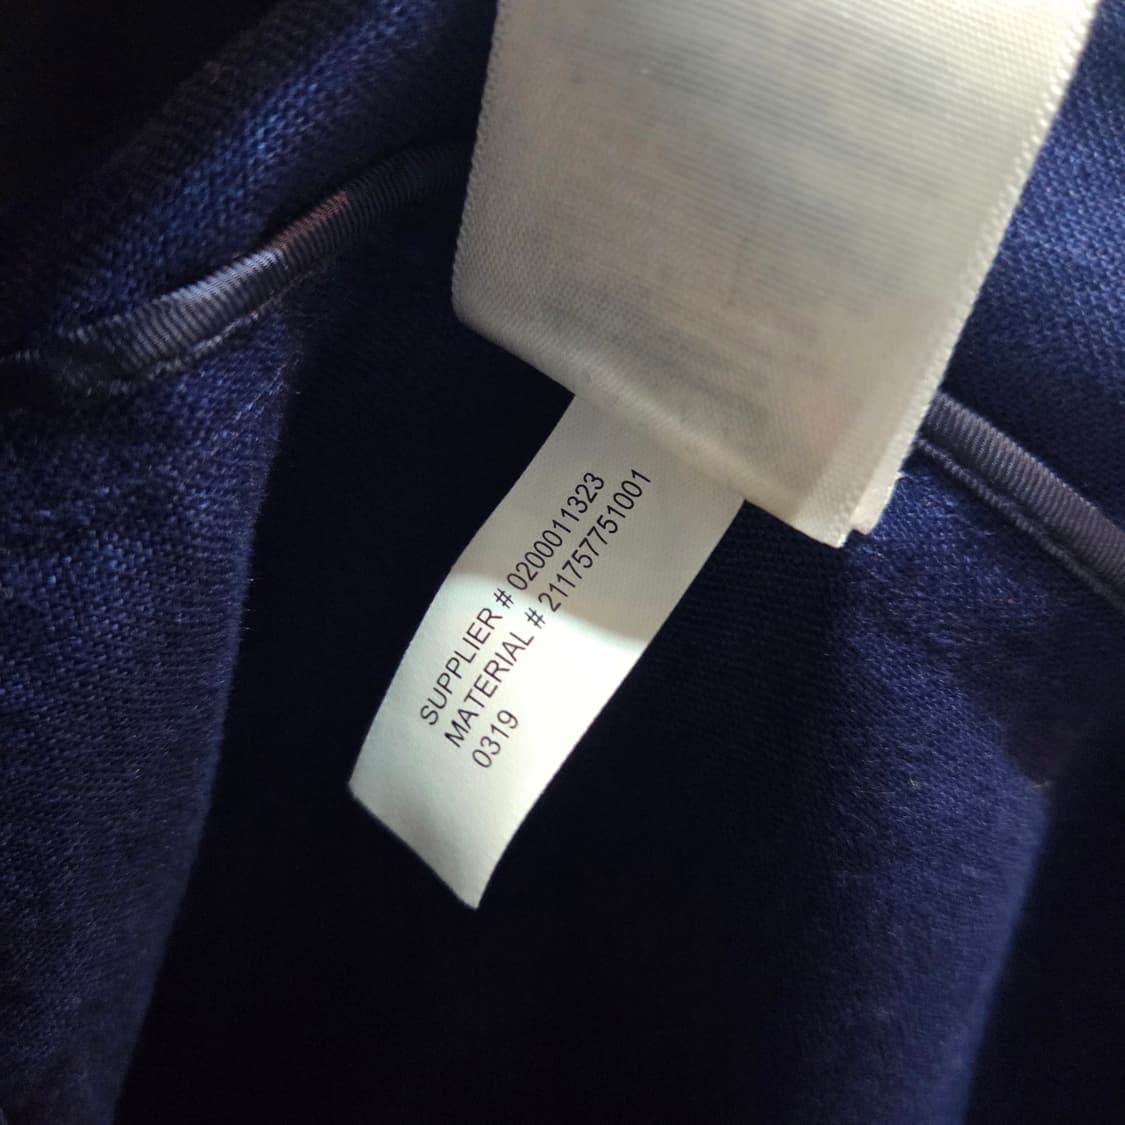 SUPPLIER # 0200011323
MATERIAL # 211757751001
0319